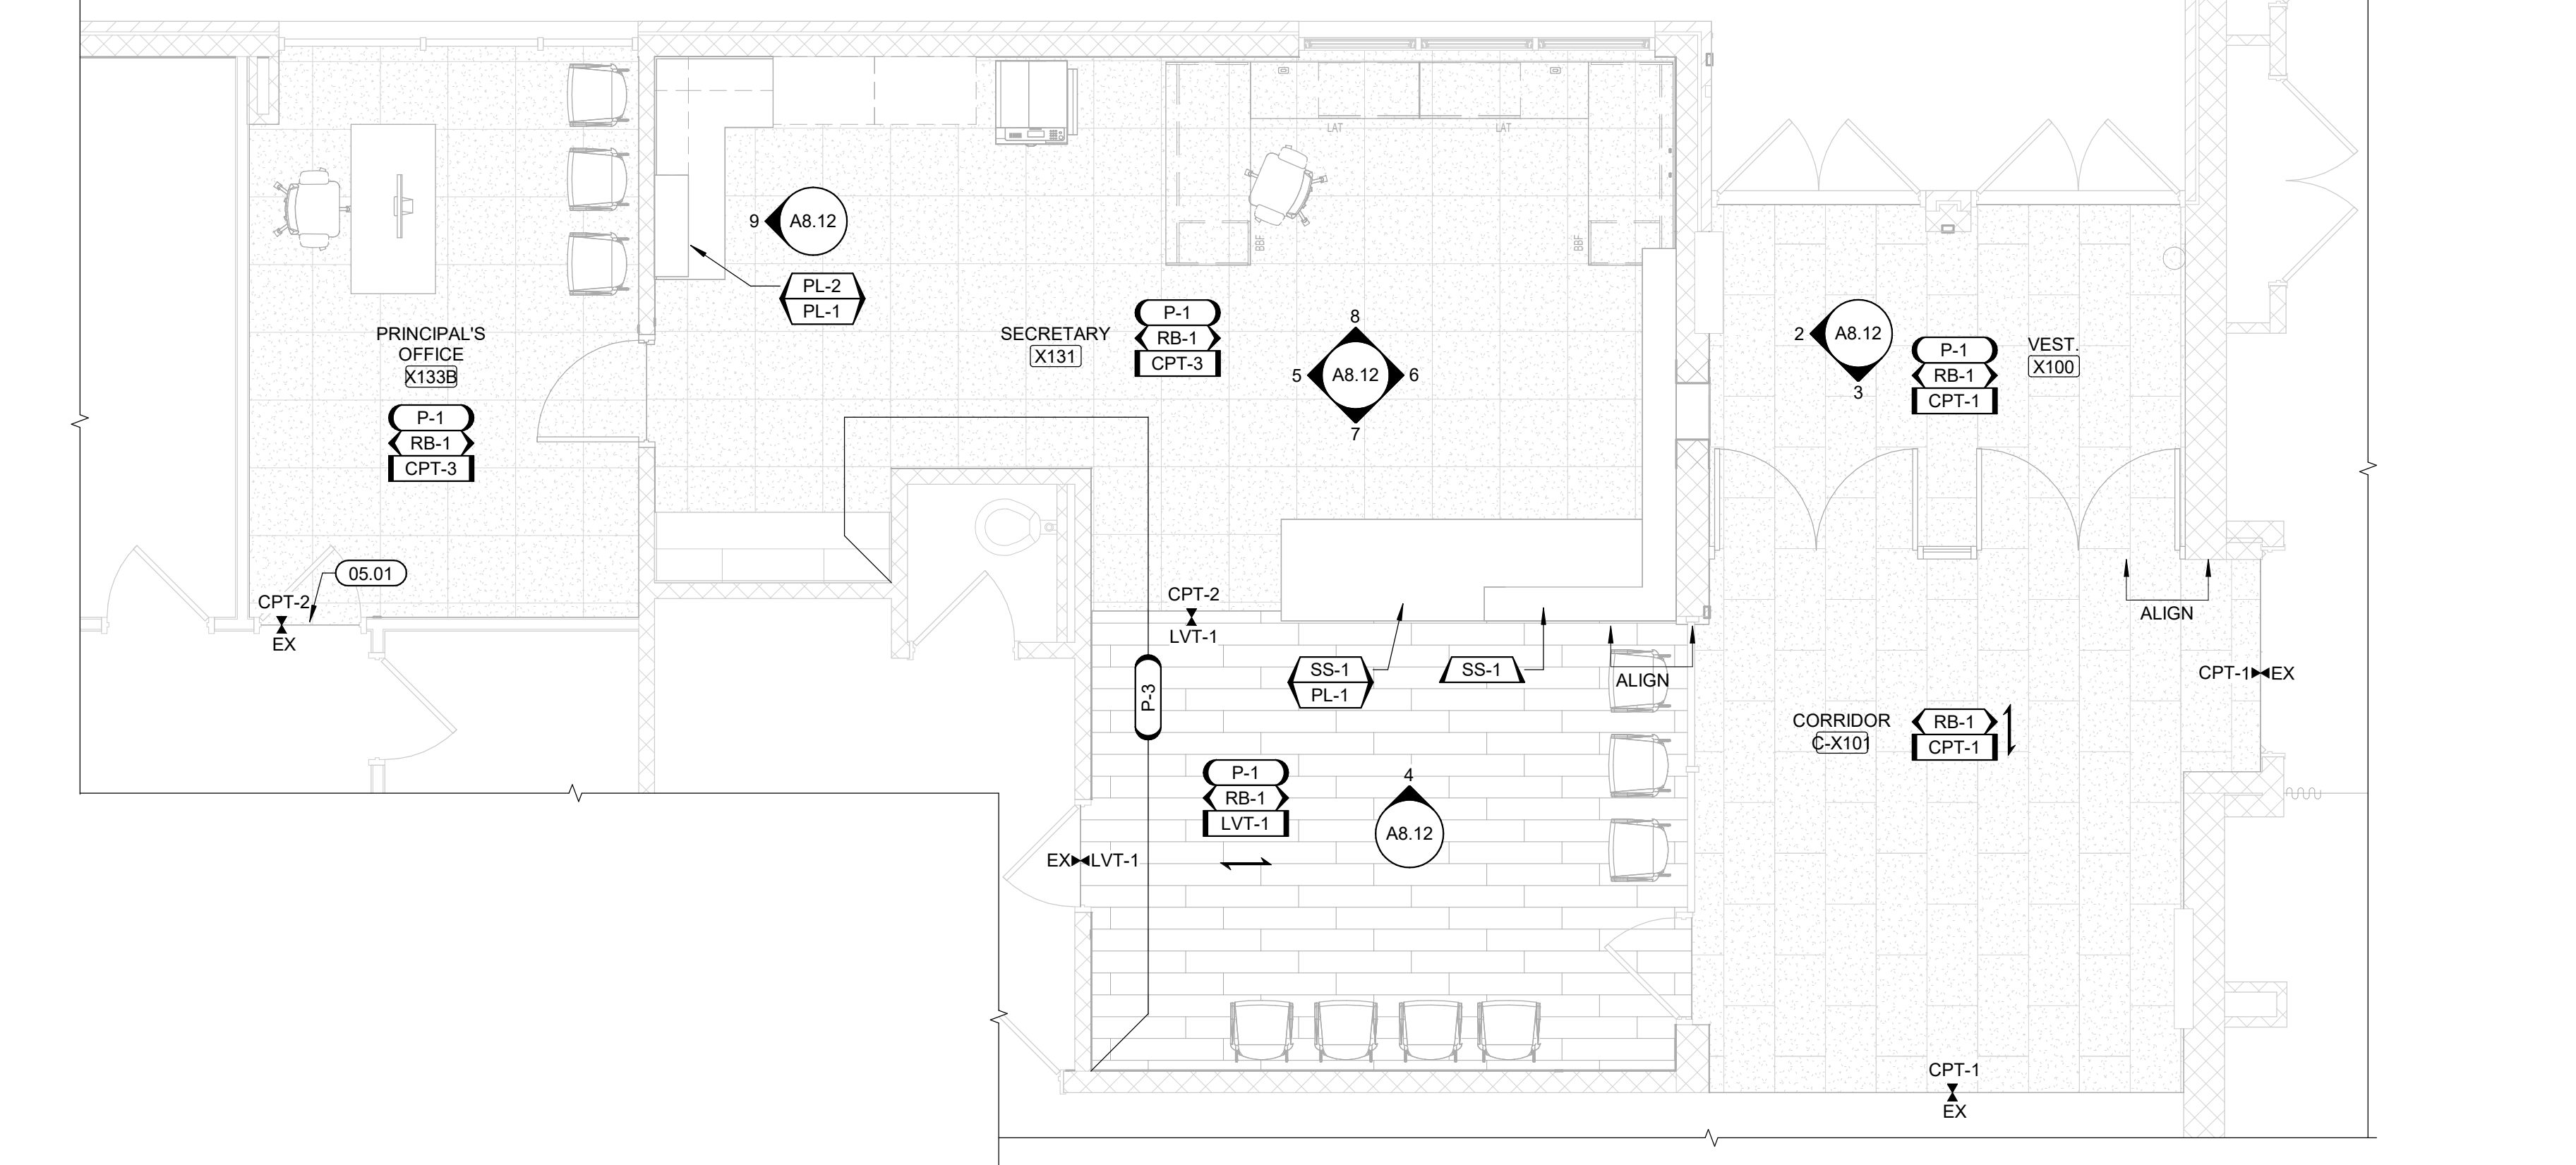 LAT
LAT
BBF
BBF
9
A8.12
PL-2
PL-1
PRINCIPAL'S
OFFICE
X133B
P-1
RB-1
CPT-3
SECRETARY
X131
P-1
RB-1
CPT-3
8
5
A8.12
6
7
2
A8.12
3
P-1
RB-1
CPT-1
VEST.
X100
05.01
CPT-2
EX
CPT-2
LVT-1
P-3
SS-1
PL-1
SS-1
ALIGN
ALIGN
CPT-1
EX
CORRIDOR
C-X101
RB-1
CPT-1
P-1
RB-1
LVT-1
4
A8.12
EX
LVT-1
CPT-1
EX